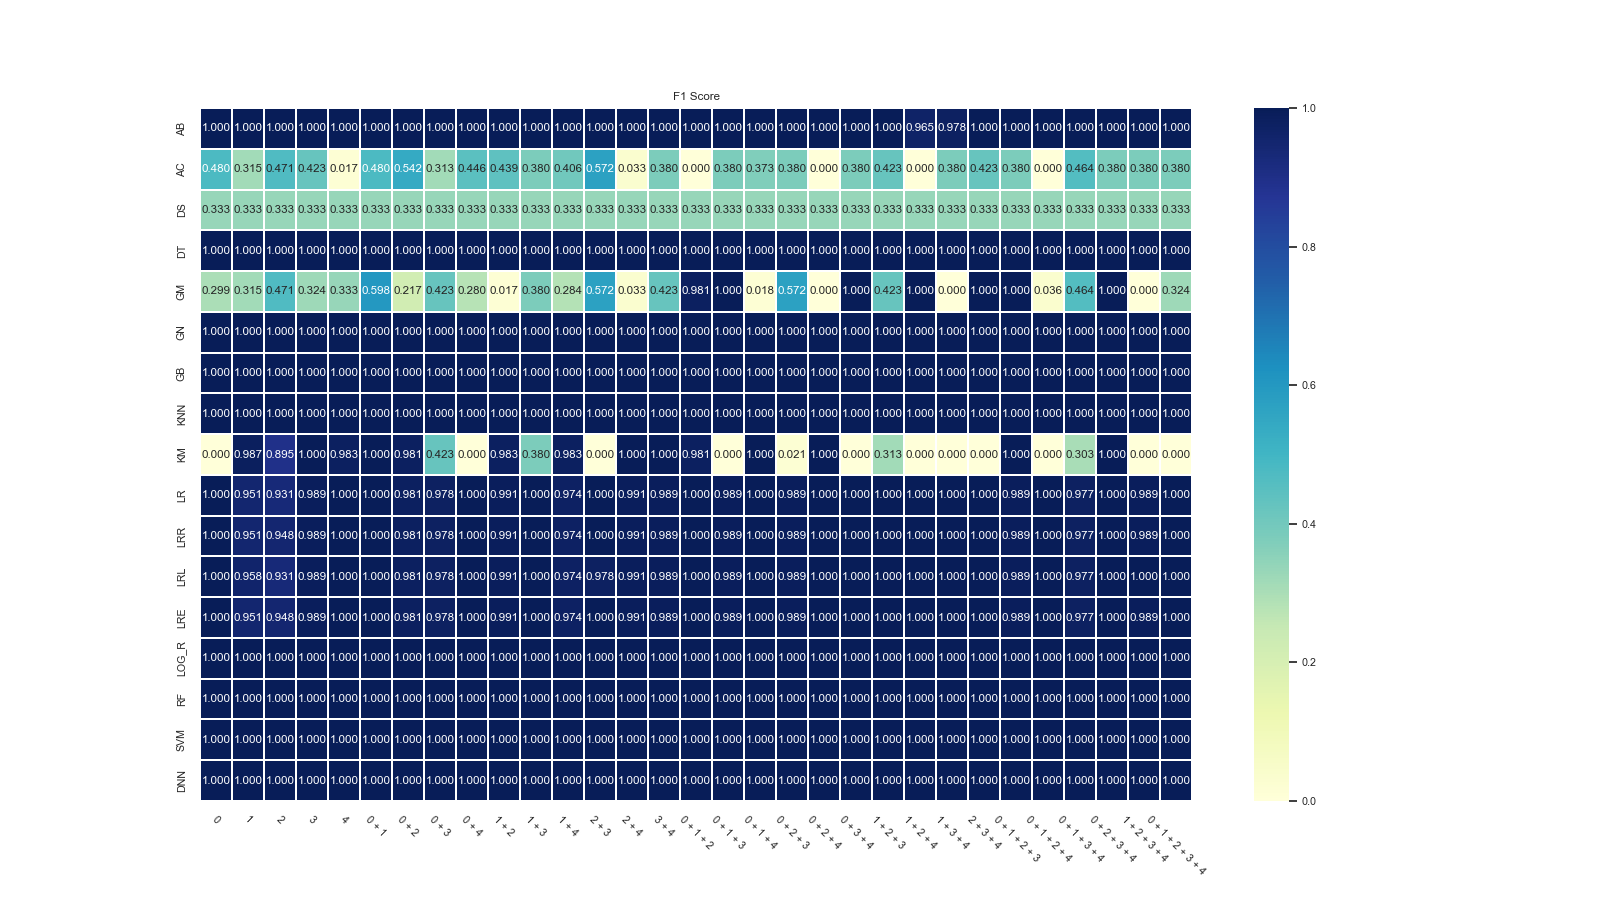 F1 Score
AB 1.000 1.000 1.000 1.000 1.000 1.000 1.000 1.000 1.000 1.000 1.000 1.000 1.000 1.000 1.000 1.000 1.000 1.000 1.000 1.000 1.000 1.000 0.965 0.978 1.000 1.000 1.000 1.000 1.000 1.000 1.000
AC 0.480 0.315 0.471 0.423 0.017 0.480 0.542 0.313 0.446 0.439 0.380 0.406 0.572 0.033 0.380 0.000 0.380 0.373 0.380 0.000 0.380 0.423 0.000 0.380 0.423 0.380 0.000 0.464 0.380 0.380 0.380
DS 0.333 0.333 0.333 0.333 0.333 0.333 0.333 0.333 0.333 0.333 0.333 0.333 0.333 0.333 0.333 0.333 0.333 0.333 0.333 0.333 0.333 0.333 0.333 0.333 0.333 0.333 0.333 0.333 0.333 0.333 0.333
DT 1.000 1.000 1.000 1.000 1.000 1.000 1.000 1.000 1.000 1.000 1.000 1.000 1.000 1.000 1.000 1.000 1.000 1.000 1.000 1.000 1.000 1.000 1.000 1.000 1.000 1.000 1.000 1.000 1.000 1.000 1.000
GM 0.299 0.315 0.471 0.324 0.333 0.598 0.217 0.423 0.280 0.017 0.380 0.284 0.572 0.033 0.423 0.981 1.000 0.018 0.572 0.000 1.000 0.423 1.000 0.000 1.000 1.000 0.036 0.464 1.000 0.000 0.324
GN 1.000 1.000 1.000 1.000 1.000 1.000 1.000 1.000 1.000 1.000 1.000 1.000 1.000 1.000 1.000 1.000 1.000 1.000 1.000 1.000 1.000 1.000 1.000 1.000 1.000 1.000 1.000 1.000 1.000 1.000 1.000
GB 1.000 1.000 1.000 1.000 1.000 1.000 1.000 1.000 1.000 1.000 1.000 1.000 1.000 1.000 1.000 1.000 1.000 1.000 1.000 1.000 1.000 1.000 1.000 1.000 1.000 1.000 1.000 1.000 1.000 1.000 1.000
KNN 1.000 1.000 1.000 1.000 1.000 1.000 1.000 1.000 1.000 1.000 1.000 1.000 1.000 1.000 1.000 1.000 1.000 1.000 1.000 1.000 1.000 1.000 1.000 1.000 1.000 1.000 1.000 1.000 1.000 1.000 1.000
KM 0.000 0.987 0.895 1.000 0.983 1.000 0.981 0.423 0.000 0.983 0.380 0.983 0.000 1.000 1.000 0.981 0.000 1.000 0.021 1.000 0.000 0.313 0.000 0.000 0.000 1.000 0.000 0.303 1.000 0.000 0.000
LR 1.000 0.951 0.931 0.989 1.000 1.000 0.981 0.978 1.000 0.991 1.000 0.974 1.000 0.991 0.989 1.000 0.989 1.000 0.989 1.000 1.000 1.000 1.000 1.000 1.000 0.989 1.000 0.977 1.000 0.989 1.000
LRR 1.000 0.951 0.948 0.989 1.000 1.000 0.981 0.978 1.000 0.991 1.000 0.974 1.000 0.991 0.989 1.000 0.989 1.000 0.989 1.000 1.000 1.000 1.000 1.000 1.000 0.989 1.000 0.977 1.000 0.989 1.000
LRL 1.000 0.958 0.931 0.989 1.000 1.000 0.981 0.978 1.000 0.991 1.000 0.974 0.978 0.991 0.989 1.000 0.989 1.000 0.989 1.000 1.000 1.000 1.000 1.000 1.000 0.989 1.000 0.977 1.000 1.000 1.000
LRE 1.000 0.951 0.948 0.989 1.000 1.000 0.981 0.978 1.000 0.991 1.000 0.974 1.000 0.991 0.989 1.000 0.989 1.000 0.989 1.000 1.000 1.000 1.000 1.000 1.000 0.989 1.000 0.977 1.000 0.989 1.000
LOG_R 1.000 1.000 1.000 1.000 1.000 1.000 1.000 1.000 1.000 1.000 1.000 1.000 1.000 1.000 1.000 1.000 1.000 1.000 1.000 1.000 1.000 1.000 1.000 1.000 1.000 1.000 1.000 1.000 1.000 1.000 1.000
RF 1.000 1.000 1.000 1.000 1.000 1.000 1.000 1.000 1.000 1.000 1.000 1.000 1.000 1.000 1.000 1.000 1.000 1.000 1.000 1.000 1.000 1.000 1.000 1.000 1.000 1.000 1.000 1.000 1.000 1.000 1.000
SVM 1.000 1.000 1.000 1.000 1.000 1.000 1.000 1.000 1.000 1.000 1.000 1.000 1.000 1.000 1.000 1.000 1.000 1.000 1.000 1.000 1.000 1.000 1.000 1.000 1.000 1.000 1.000 1.000 1.000 1.000 1.000
DNN 1.000 1.000 1.000 1.000 1.000 1.000 1.000 1.000 1.000 1.000 1.000 1.000 1.000 1.000 1.000 1.000 1.000 1.000 1.000 1.000 1.000 1.000 1.000 1.000 1.000 1.000 1.000 1.000 1.000 1.000 1.000
0
1
2
3
4
0 + 1
0 + 2
0 + 3
0 + 4
1 + 2
1 + 3
1 + 4
2 + 3
2 + 4
3 + 4
0 + 1 + 2
0 + 1 + 3
0 + 1 + 4
0 + 2 + 3
0 + 2 + 4
0 + 3 + 4
1 + 2 + 3
1 + 2 + 4
1 + 3 + 4
2 + 3 + 4
0 + 1 + 2 + 3
0 + 1 + 2 + 4
0 + 1 + 3 + 4
0 + 2 + 3 + 4
1 + 2 + 3 + 4
0 + 1 + 2 + 3 + 4
1.0
0.8
0.6
0.4
0.2
0.0